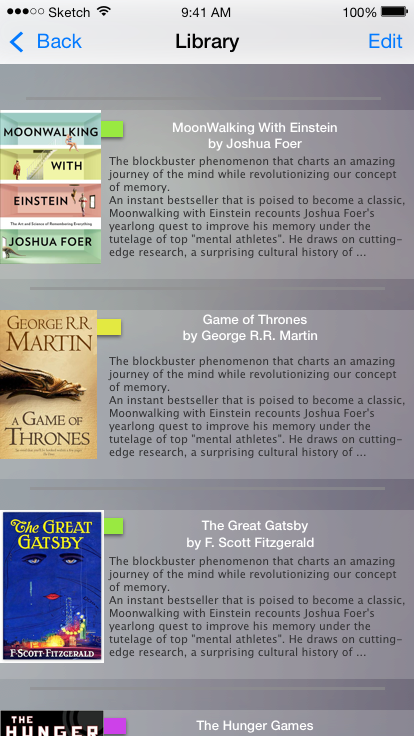 Sketch 9:41 AM 100%
Back Library Edit
MOONWALKING
WITH
EINSTEIN
The Art and Science of Remembering Everything
JOSHUA FOER
MoonWalking With Einstein
by Joshua Foer
The blockbuster phenomenon that charts an amazing
journey of the mind while revolutionizing our concept
of memory.
An instant bestseller that is poised to become a classic,
Moonwalking with Einstein recounts Joshua Foer's
yearlong quest to improve his memory under the
tutelage of top "mental athletes". He draws on cutting-
edge research, a surprising cultural history of ...
GEORGE R.R.
MARTIN
A GAME OF
THRONES
Game of Thrones
by George R.R. Martin
The blockbuster phenomenon that charts an amazing
journey of the mind while revolutionizing our concept
of memory.
An instant bestseller that is poised to become a classic,
Moonwalking with Einstein recounts Joshua Foer's
yearlong quest to improve his memory under the
tutelage of top "mental athletes". He draws on cutting-
edge research, a surprising cultural history of ...
The GREAT
GATSBY
F·SCOTT·FITZGERALD
The Great Gatsby
by F. Scott Fitzgerald
The blockbuster phenomenon that charts an amazing
journey of the mind while revolutionizing our concept
of memory.
An instant bestseller that is poised to become a classic,
Moonwalking with Einstein recounts Joshua Foer's
yearlong quest to improve his memory under the
tutelage of top "mental athletes". He draws on cutting-
edge research, a surprising cultural history of ...
THE
HUNGER
The Hunger Games